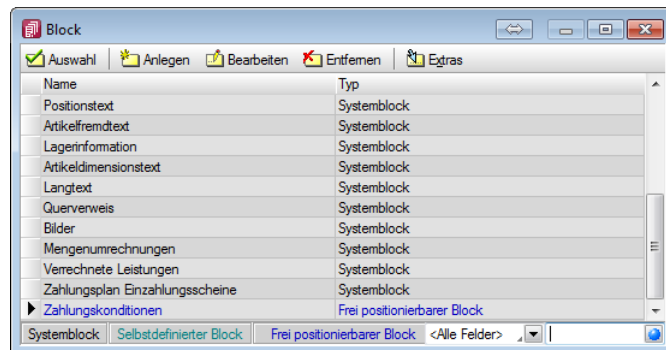 Block
Auswahl Anlegen Bearbeiten Entfernen Extras
Name Typ
Positionstext Systemblock
Artikelfremdtext Systemblock
Lagerinformation Systemblock
Artikeldimensionstext Systemblock
Langtext Systemblock
Querverweis Systemblock
Bilder Systemblock
Mengenumrechnungen Systemblock
Verrechnete Leistungen Systemblock
Zahlungsplan Einzahlungsscheine Systemblock
Zahlungskonditionen Frei positionierbarer Block
Systemblock Selbstdefinierter Block Frei positionierbarer Block <Alle Felder>